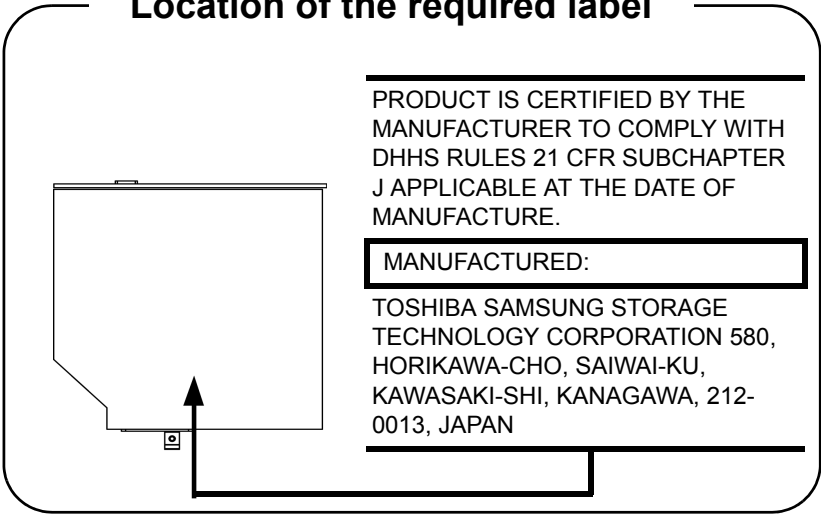 Location of the required label
PRODUCT IS CERTIFIED BY THE
MANUFACTURER TO COMPLY WITH
DHHS RULES 21 CFR SUBCHAPTER
J APPLICABLE AT THE DATE OF
MANUFACTURE.
MANUFACTURED:
TOSHIBA SAMSUNG STORAGE
TECHNOLOGY CORPORATION 580,
HORIKAWA-CHO, SAIWAI-KU,
KAWASAKI-SHI, KANAGAWA, 212-
0013, JAPAN